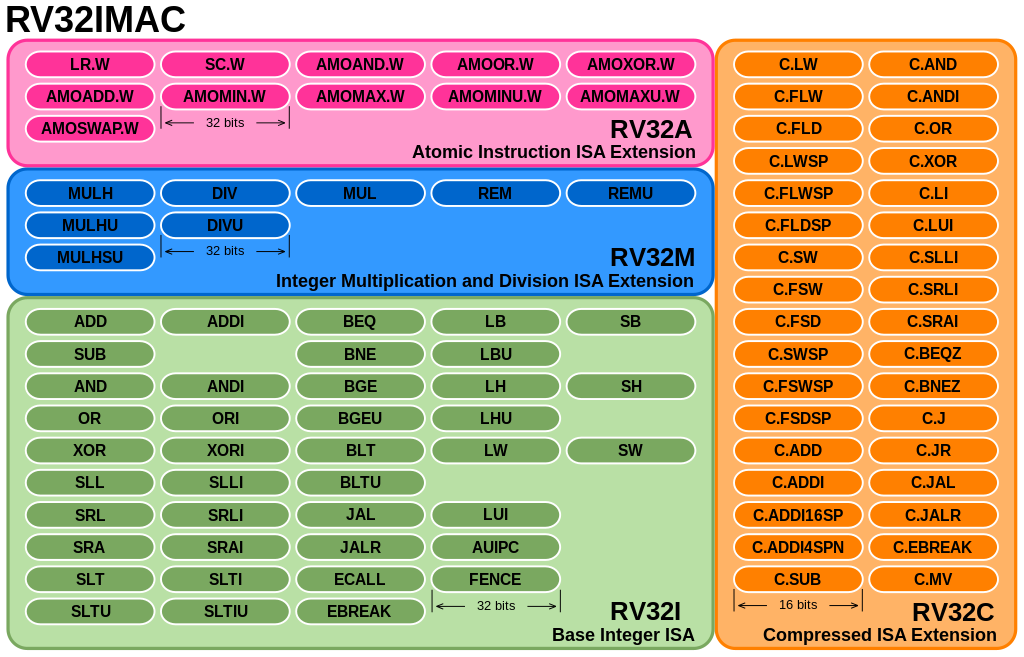 RV32IMAC
LR.W SC.W AMOAND.W AMOOR.W AMOXOR.W
AMOADD.W AMOMIN.W AMOMAX.W AMOMINU.W AMOMAXU.W
AMOSWAP.W 32 bits RV32A
Atomic Instruction ISA Extension
MULH DIV MUL REM REMU
MULHU DIVU
MULHSU 32 bits RV32M
Integer Multiplication and Division ISA Extension
ADD ADDI BEQ LB SB
SUB BNE LBU
AND ANDI BGE LH SH
OR ORI BGEU LHU
XOR XORI BLT LW SW
SLL SLLI BLTU
SRL SRLI JAL LUI
SRA SRAI JALR AUIPC
SLT SLTI ECALL FENCE
SLTU SLTIU EBREAK 32 bits RV32I
Base Integer ISA
C.LW C.AND
C.FLW C.ANDI
C.FLD C.OR
C.LWSP C.XOR
C.FLWSP C.LI
C.FLDSP C.LUI
C.SW C.SLLI
C.FSW C.SRLI
C.FSD C.SRAI
C.SWSP C.BEQZ
C.FSWSP C.BNEZ
C.FSDSP C.J
C.ADD C.JR
C.ADDI C.JAL
C.ADDI16SP C.JALR
C.ADDI4SPN C.EBREAK
C.SUB C.MV
16 bits RV32C
Compressed ISA Extension